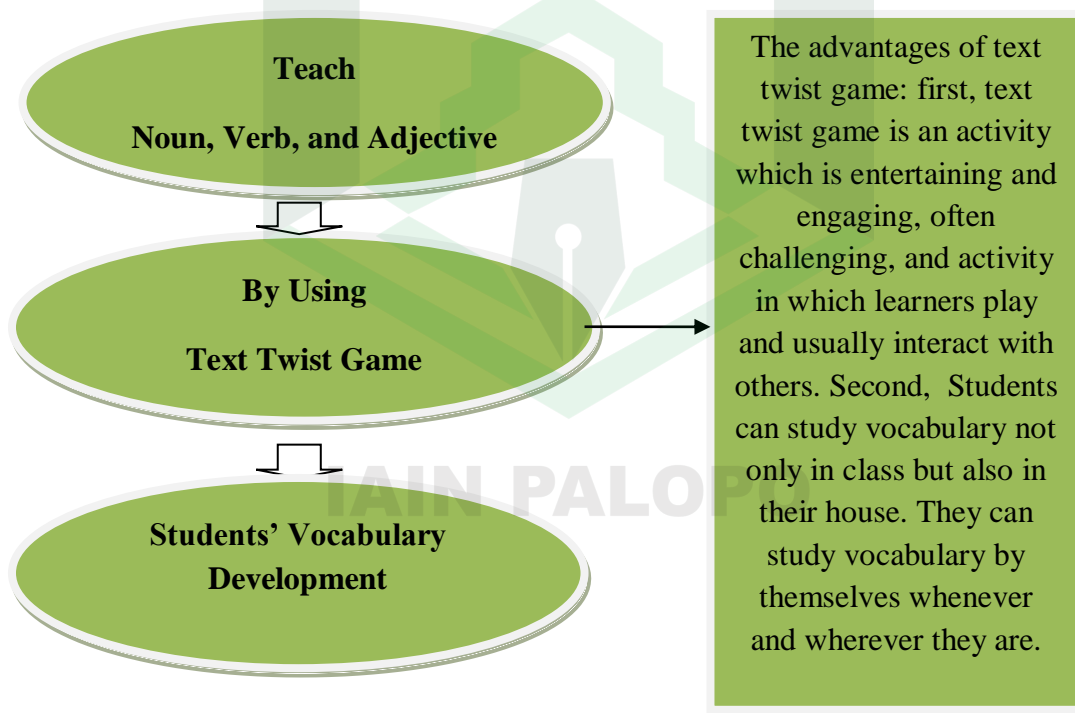 Teach
Noun, Verb, and Adjective
By Using
Text Twist Game
Students’ Vocabulary
Development
The advantages of text
twist game: first, text
twist game is an activity
which is entertaining and
engaging, often
challenging, and activity
in which learners play
and usually interact with
others. Second,  Students
can study vocabulary not
only in class but also in
their house. They can
study vocabulary by
themselves whenever
and wherever they are.
IAIN PALOPO